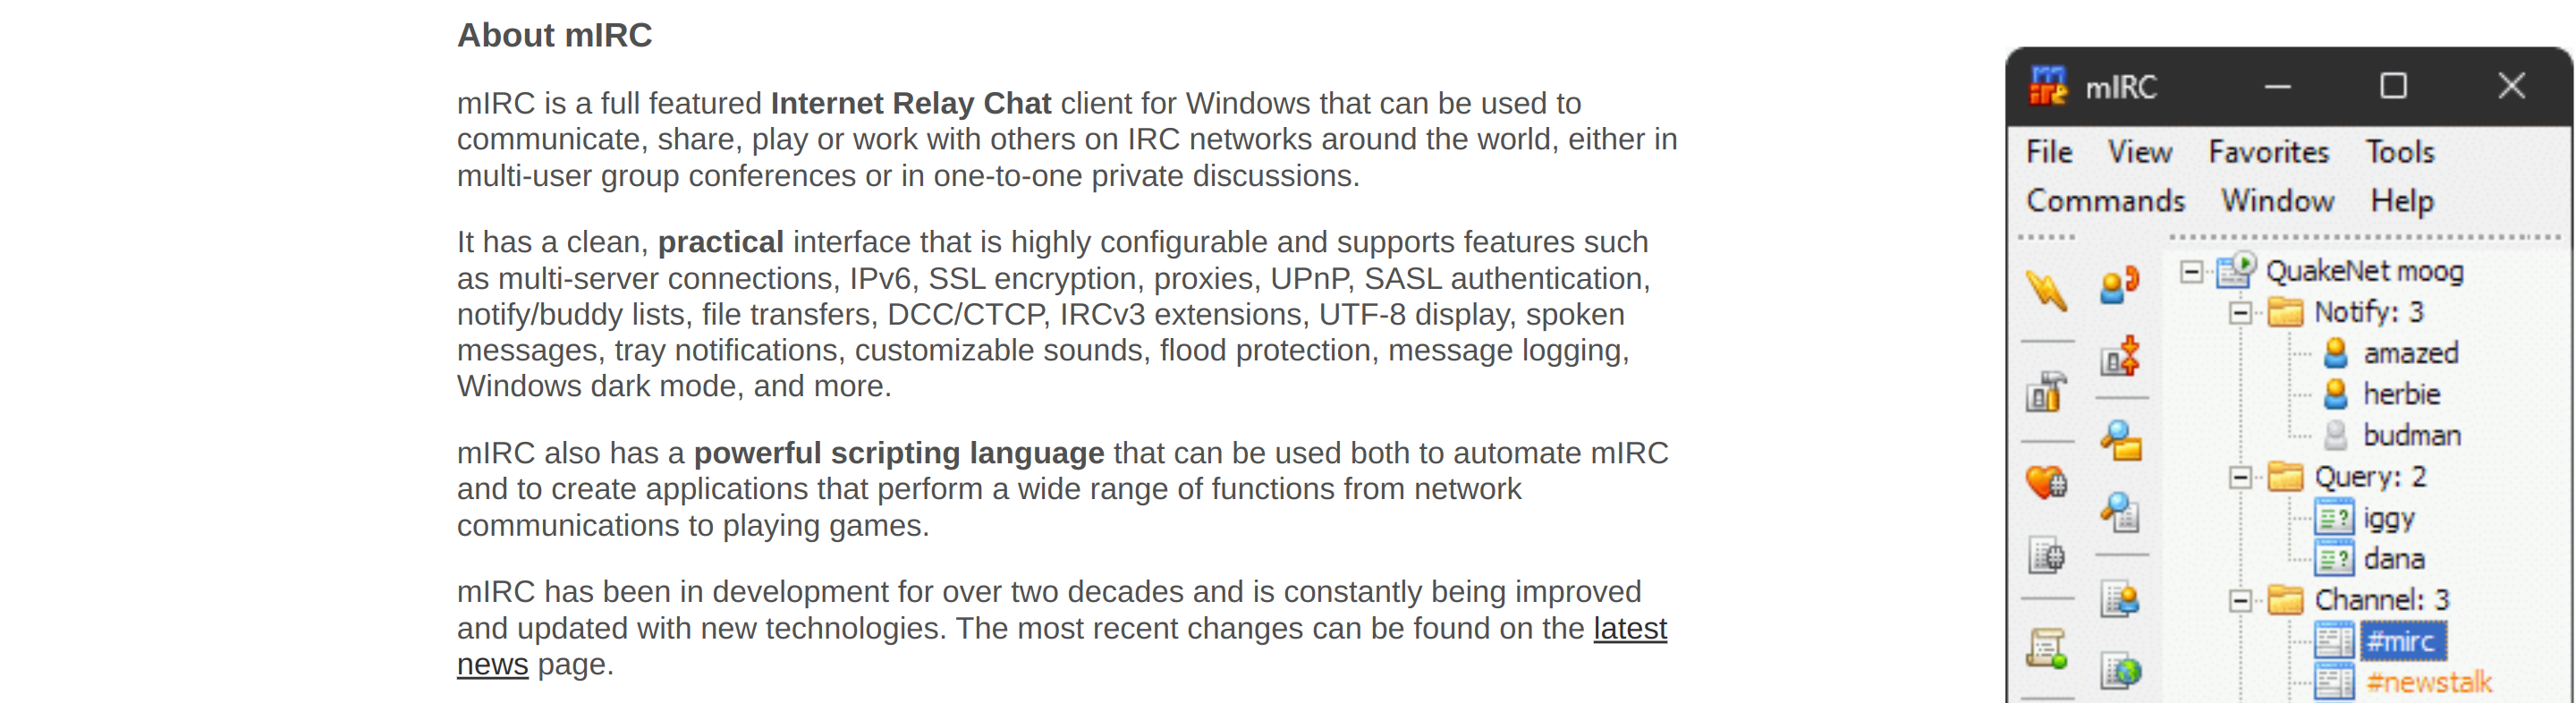 About mIRC
mIRC is a full featured Internet Relay Chat client for Windows that can be used to
communicate, share, play or work with others on IRC networks around the world, either in
multi-user group conferences or in one-to-one private discussions.
It has a clean, practical interface that is highly configurable and supports features such
as multi-server connections, IPv6, SSL encryption, proxies, UPnP, SASL authentication,
notify/buddy lists, file transfers, DCC/CTCP, IRCv3 extensions, UTF-8 display, spoken
messages, tray notifications, customizable sounds, flood protection, message logging,
Windows dark mode, and more.
mIRC also has a powerful scripting language that can be used both to automate mIRC
and to create applications that perform a wide range of functions from network
communications to playing games.
mIRC has been in development for over two decades and is constantly being improved
and updated with new technologies. The most recent changes can be found on the latest
news page.
mIRC
File View Favorites Tools
Commands Window Help
QuakeNet moog
Notify: 3
amazed
herbie
budman
Query: 2
iggy
dana
Channel: 3
#mirc
#newstalk